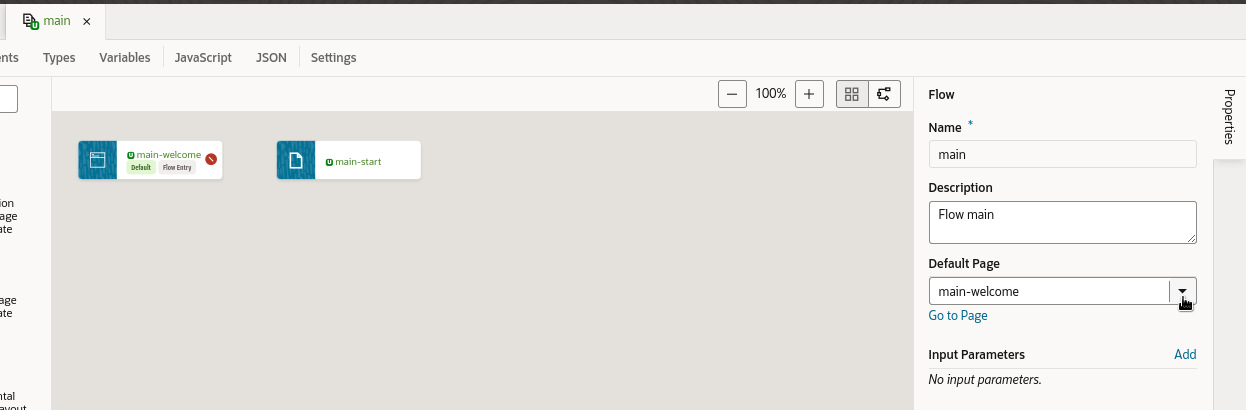 main
nts
Types
Variables
JavaScript
JSON
Settings
100%
main-welcome
Default
Flow Entry
main-start
ion
age
ate
age
ate
ntal
ayout
Flow
Name *
main
Description
Flow main
Default Page
main-welcome
Go to Page
Input Parameters
Add
No input parameters.
Properties